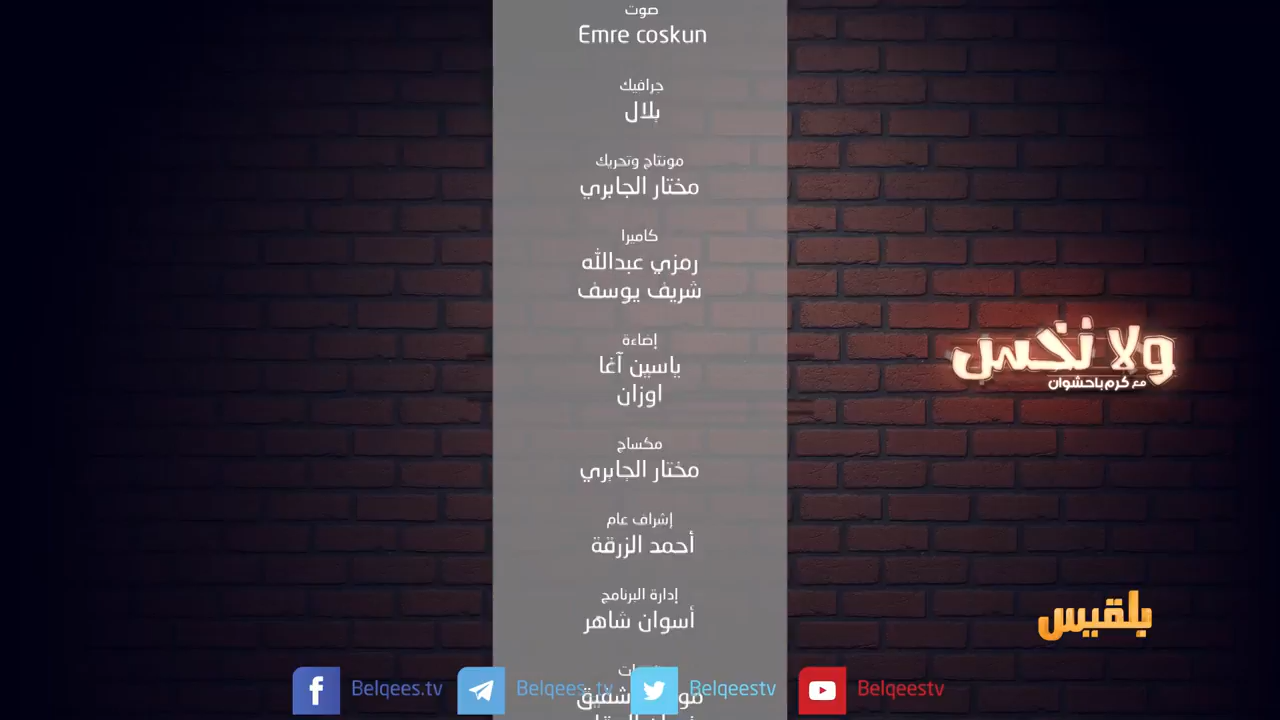 صوت
Emre coskun
جرافيك
بلال
مونتاج وتحريك
مختار الجابري
كاميرا
رمزي عبدالله
شريف يوسف
إضاءة
ياسين آغا
اوزان
مكساج
مختار الجابري
إشراف عام
أحمد الزرقة
إدارة البرنامج
أسوان شاهر
شفيق
ولا نخس
مع كرم باحشوان
بلقيس
Belqees.tv
Belqees_tv
Belqeestv
Belqeestv